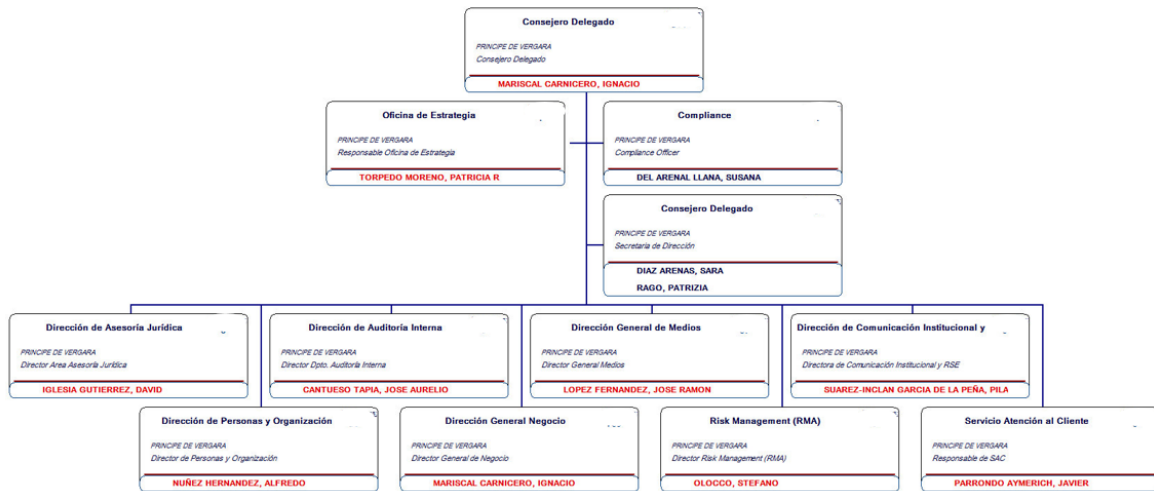 Consejero Delegado
PRINCIPE DE VERGARA
Consejero Delegado
MARISCAL CARNICERO, IGNACIO
Oficina de Estrategia
PRINCIPE DE VERGARA
Responsable Oficina de Estrategia
TORPEDO MORENO, PATRICIA R
Compliance
PRINCIPE DE VERGARA
Compliance Officer
DEL ARENAL LLANA, SUSANA
Consejero Delegado
PRINCIPE DE VERGARA
Secretaria de Dirección
DIAZ ARENAS, SARA
RAGO, PATRIZIA
Dirección de Asesoría Jurídica
PRINCIPE DE VERGARA
Director Area Asesoría Jurídica
IGLESIA GUTIERREZ, DAVID
Dirección de Auditoría Interna
PRINCIPE DE VERGARA
Director Dpto. Auditoría Interna
CANTUESO TAPIA, JOSE AURELIO
Dirección General de Medios
PRINCIPE DE VERGARA
Director General Medios
LOPEZ FERNANDEZ, JOSE RAMON
Dirección de Comunicación Institucional y
PRINCIPE DE VERGARA
Directora de Comunicación Institucional y RSE
SUAREZ-INCLAN GARCIA DE LA PEÑA, PILA
Dirección de Personas y Organización
PRINCIPE DE VERGARA
Director de Personas y Organización
NUÑEZ HERNANDEZ, ALFREDO
Dirección General Negocio
PRINCIPE DE VERGARA
Director General de Negocio
MARISCAL CARNICERO, IGNACIO
Risk Management (RMA)
PRINCIPE DE VERGARA
Director Risk Management (RMA)
OLOCCO, STEFANO
Servicio Atención al Cliente
PRINCIPE DE VERGARA
Responsable de SAC
PARRONDO AYMERICH, JAVIER